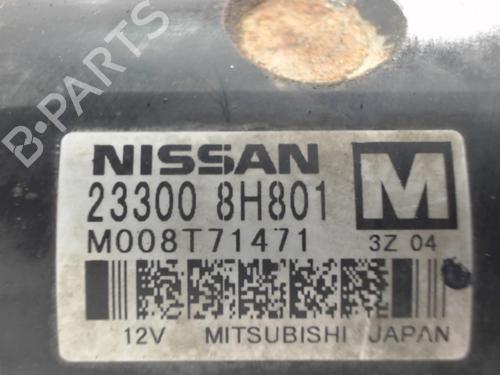 B-PARTS
NISSAN
23300 8H801
M
M008T71471
3Z 04
12V MITSUBISHI JAPAN